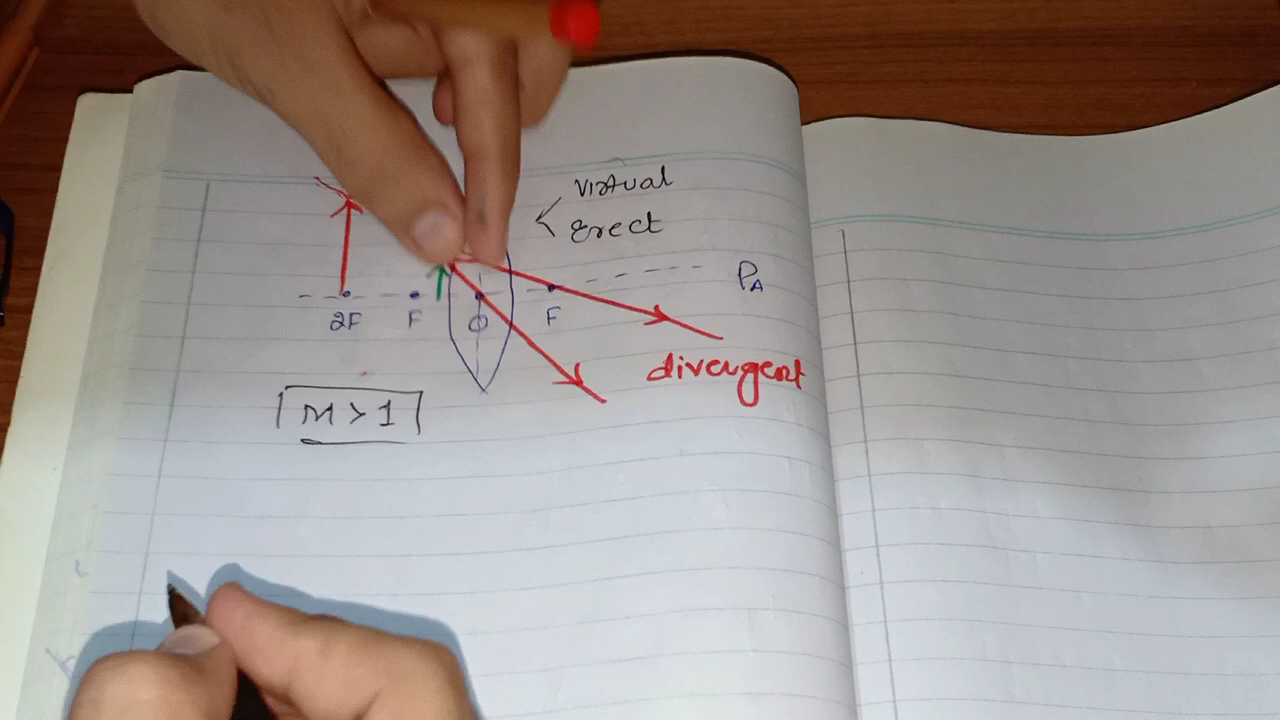 Virtual
Erect
PA
2F F O F
divergent
M > 1